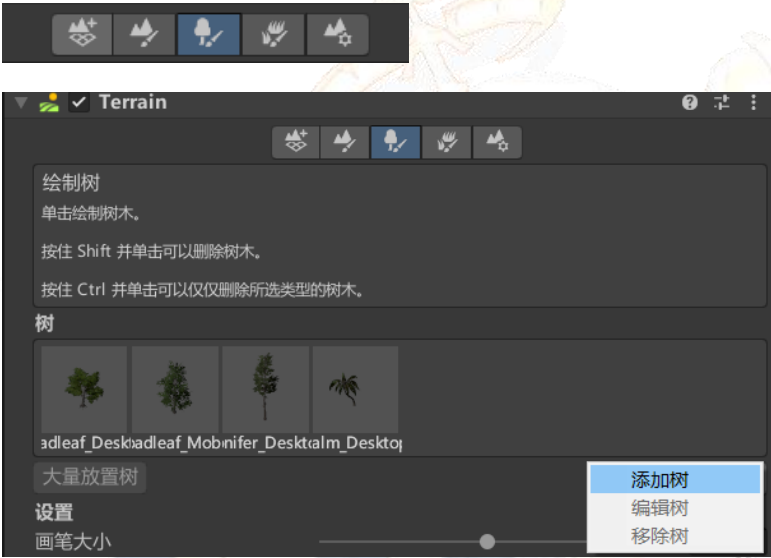 Terrain
绘制树
单击绘制树木。
按住 Shift 并单击可以删除树木。
按住 Ctrl 并单击可以仅仅删除所选类型的树木。
树
adleaf_Desk adleaf_Mob nifer_Deskt alm_Desktop
大量放置树
添加树
编辑树
移除树
设置
画笔大小